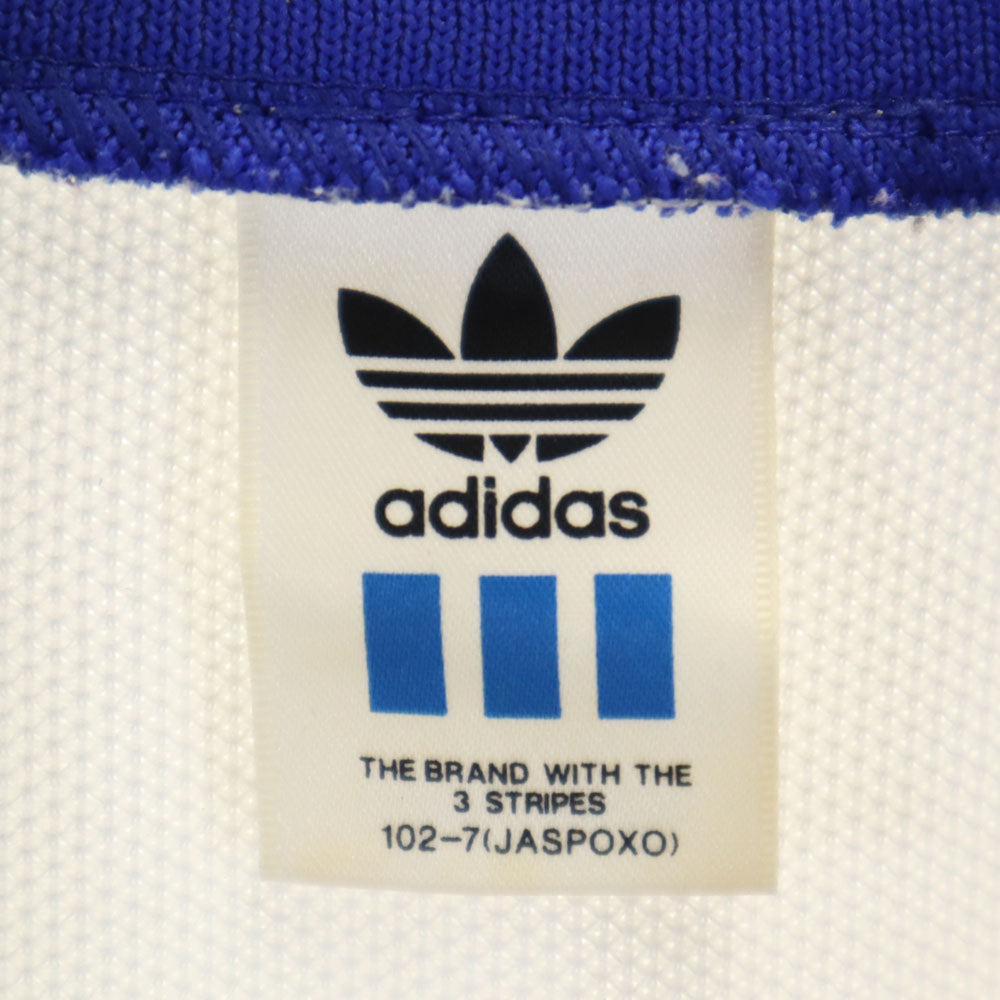 adidas
THE BRAND WITH THE
3 STRIPES
102-7(JASPOXO)